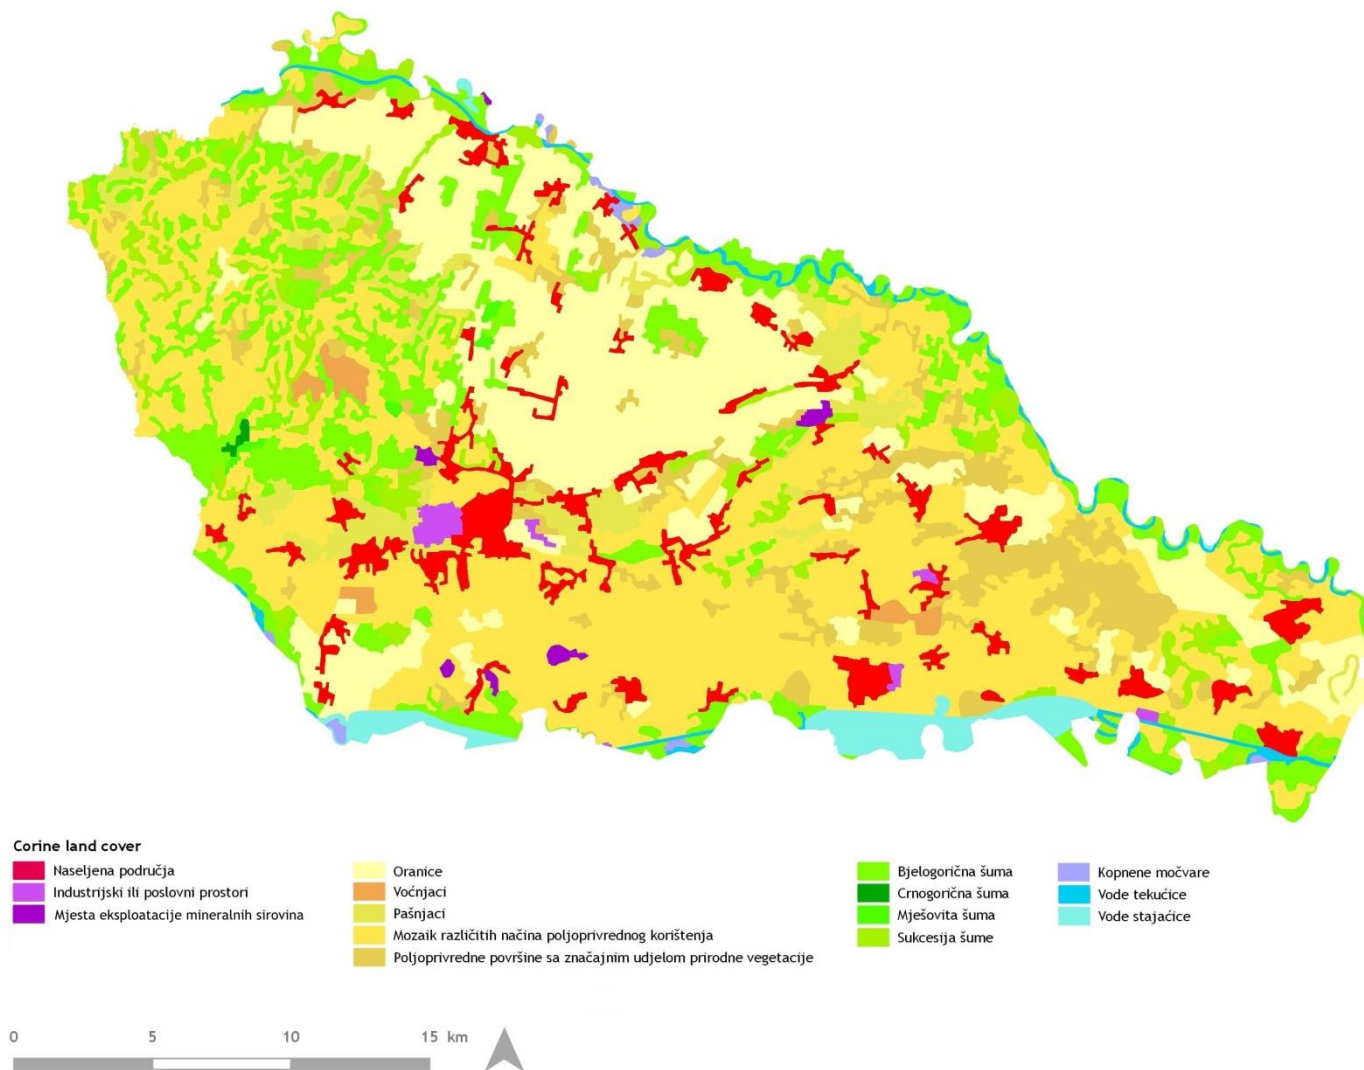 Corine land cover
Naseljena područja
Industrijski ili poslovni prostori
Mjesta eksploatacije mineralnih sirovina
Oranice
Voćnjaci
Pašnjaci
Mozaik različitih načina poljoprivrednog korištenja
Poljoprivredne površine sa značajnim udjelom prirodne vegetacije
Bjelogorična šuma
Crnogorična šuma
Mješovita šuma
Sukcesija šume
Kopnene močvare
Vode tekućice
Vode stajaćice
0 5 10 15 km